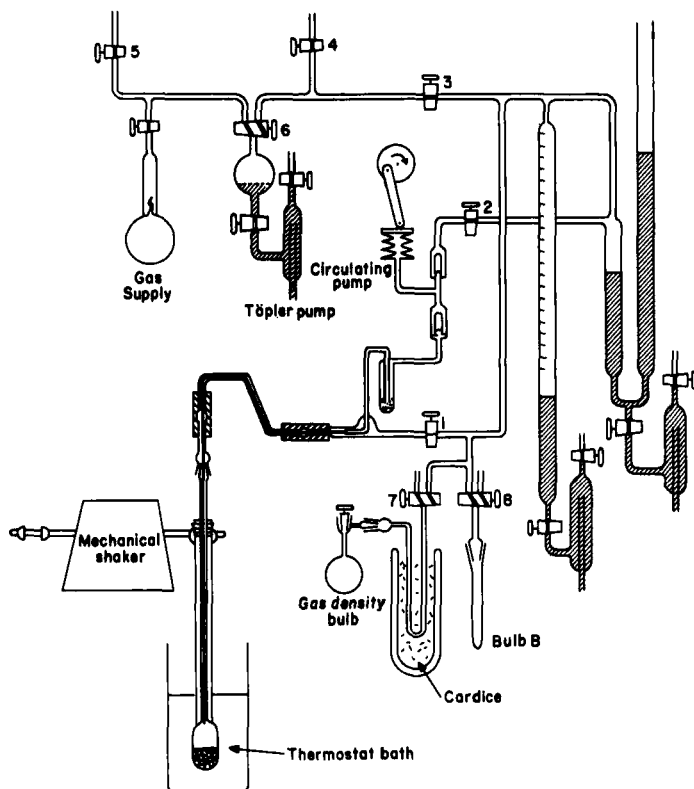 5
4
3
6
2
Circulating
pump
Gas
Supply
Töpler pump
1
7
8
Mechanical
shaker
Gas density
bulb
Bulb B
Cardice
Thermostat bath